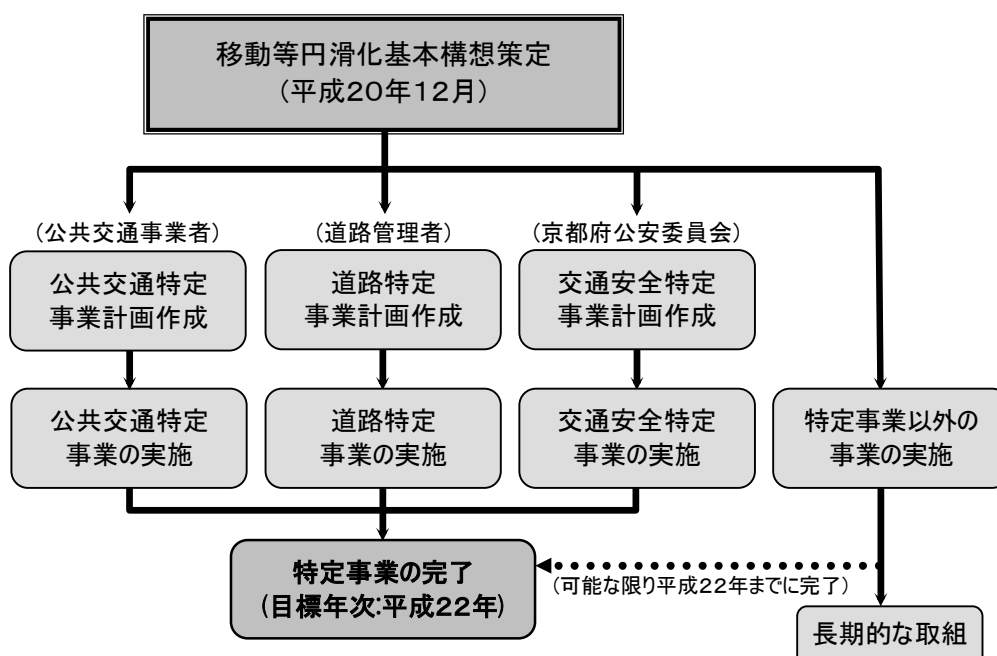 移動等円滑化基本構想策定
(平成20年12月)
(公共交通事業者)
(道路管理者)
(京都府公安委員会)
公共交通特定
事業計画作成
道路特定
事業計画作成
交通安全特定
事業計画作成
公共交通特定
事業の実施
道路特定
事業の実施
交通安全特定
事業の実施
特定事業以外の
事業の実施
特定事業の完了
(目標年次:平成22年)
(可能な限り平成22年までに完了)
長期的な取組